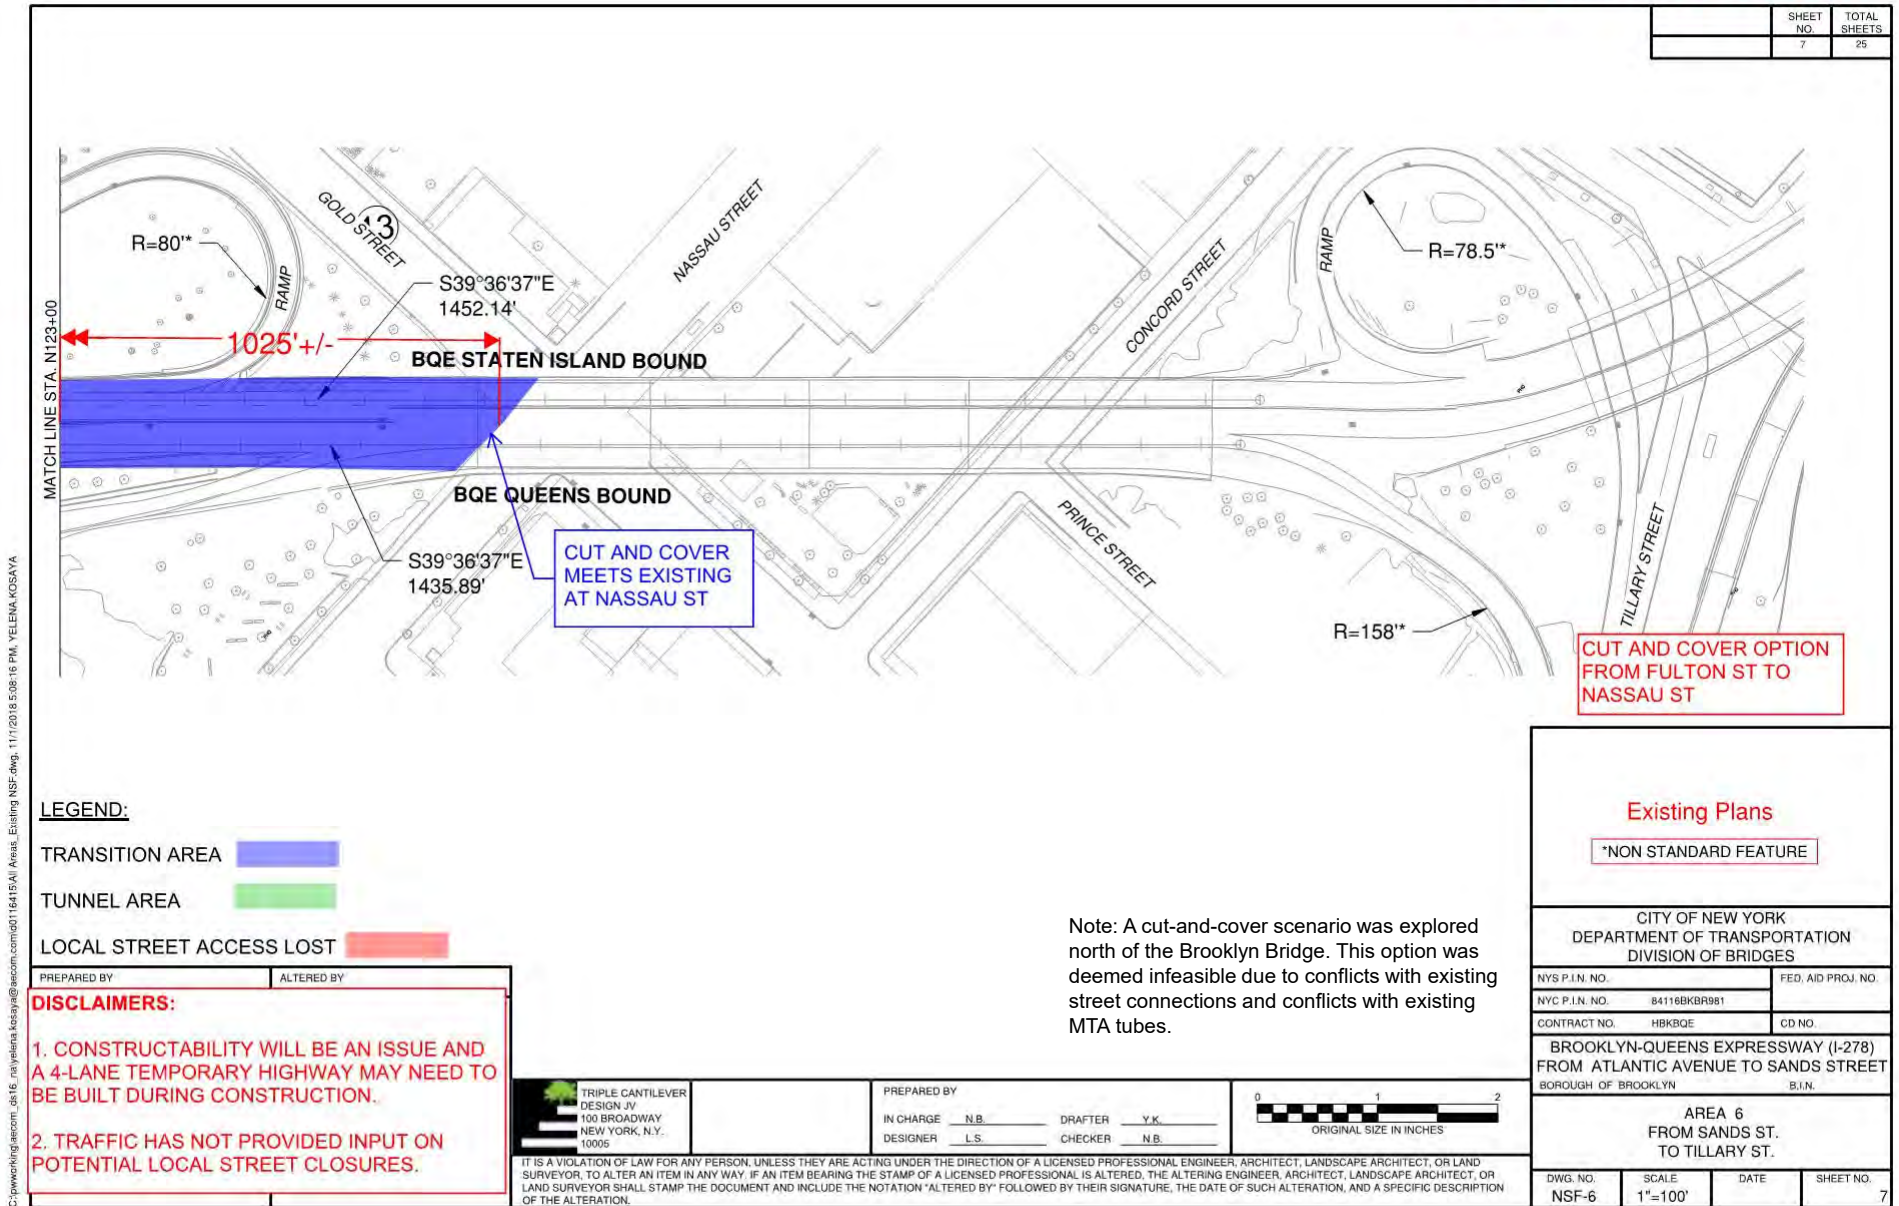 SHEET NO.
TOTAL SHEETS
7
25
GOLD STREET
NASSAU STREET
R=80'*
RAMP
S39°36'37"E
1452.14'
1025'+/-
BQE STATEN ISLAND BOUND
MATCH LINE STA. N123+00
CONCORD STREET
RAMP
R=78.5'*
BQE QUEENS BOUND
S39°36'37"E
1435.89'
CUT AND COVER
MEETS EXISTING
AT NASSAU ST
PRINCE STREET
R=158'*
TILLARY STREET
CUT AND COVER OPTION
FROM FULTON ST TO
NASSAU ST
LEGEND:
TRANSITION AREA
TUNNEL AREA
LOCAL STREET ACCESS LOST
Note: A cut-and-cover scenario was explored
north of the Brooklyn Bridge. This option was
deemed infeasible due to conflicts with existing
street connections and conflicts with existing
MTA tubes.
Existing Plans
*NON STANDARD FEATURE
CITY OF NEW YORK
DEPARTMENT OF TRANSPORTATION
DIVISION OF BRIDGES
NYS P.I.N. NO.
FED. AID PROJ. NO.
NYC P.I.N. NO. 84116BKBR981
CONTRACT NO. HBKBQE
CD NO.
BROOKLYN-QUEENS EXPRESSWAY (I-278)
FROM ATLANTIC AVENUE TO SANDS STREET
BOROUGH OF BROOKLYN B.I.N.
AREA 6
FROM SANDS ST.
TO TILLARY ST.
DWG. NO.
NSF-6
SCALE
1"=100'
DATE
SHEET NO.
7
PREPARED BY
ALTERED BY
DISCLAIMERS:
1. CONSTRUCTABILITY WILL BE AN ISSUE AND
A 4-LANE TEMPORARY HIGHWAY MAY NEED TO
BE BUILT DURING CONSTRUCTION.
2. TRAFFIC HAS NOT PROVIDED INPUT ON
POTENTIAL LOCAL STREET CLOSURES.
TRIPLE CANTILEVER
DESIGN JV
100 BROADWAY
NEW YORK, N.Y.
10005
PREPARED BY
IN CHARGE N.B. DRAFTER Y.K.
DESIGNER L.S. CHECKER N.B.
0 1 2
ORIGINAL SIZE IN INCHES
IT IS A VIOLATION OF LAW FOR ANY PERSON, UNLESS THEY ARE ACTING UNDER THE DIRECTION OF A LICENSED PROFESSIONAL ENGINEER, ARCHITECT, LANDSCAPE ARCHITECT, OR LAND
SURVEYOR, TO ALTER AN ITEM IN ANY WAY. IF AN ITEM BEARING THE STAMP OF A LICENSED PROFESSIONAL IS ALTERED, THE ALTERING ENGINEER, ARCHITECT, LANDSCAPE ARCHITECT, OR
LAND SURVEYOR SHALL STAMP THE DOCUMENT AND INCLUDE THE NOTATION "ALTERED BY" FOLLOWED BY THEIR SIGNATURE, THE DATE OF SUCH ALTERATION, AND A SPECIFIC DESCRIPTION
OF THE ALTERATION.